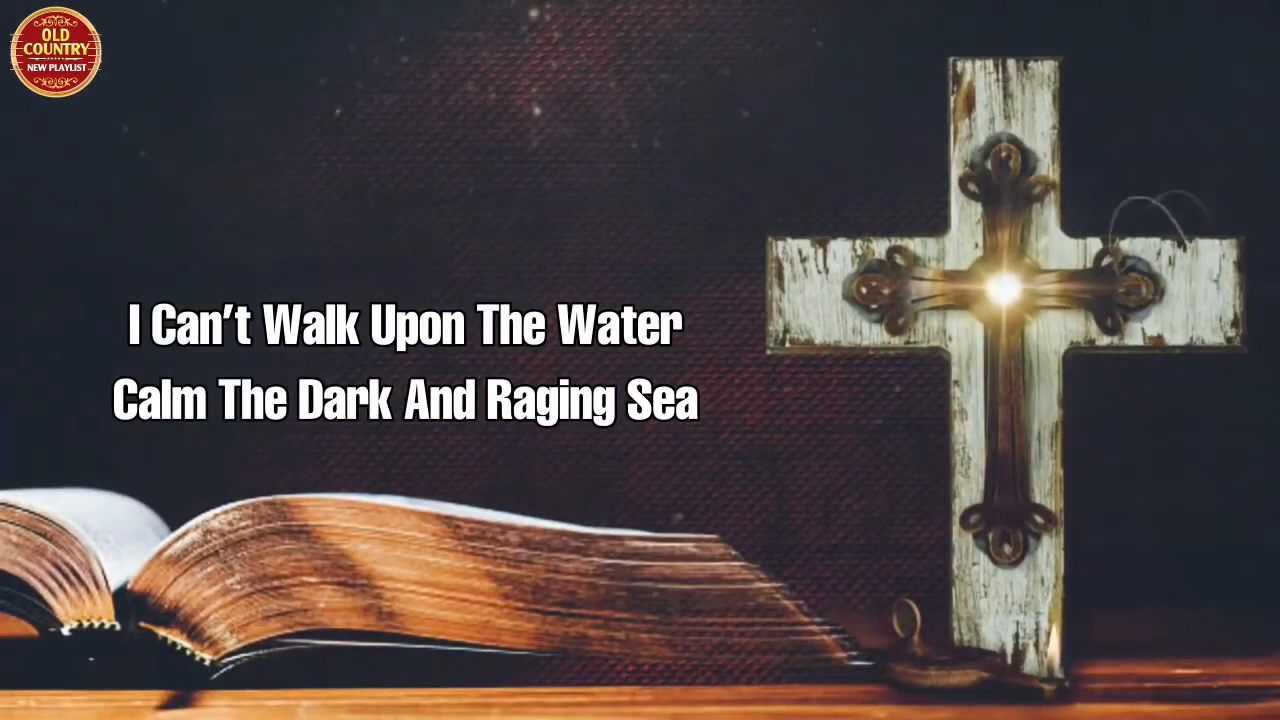 OLD
COUNTRY
NEW PLAYLIST
I Can't Walk Upon The Water
Calm The Dark And Raging Sea